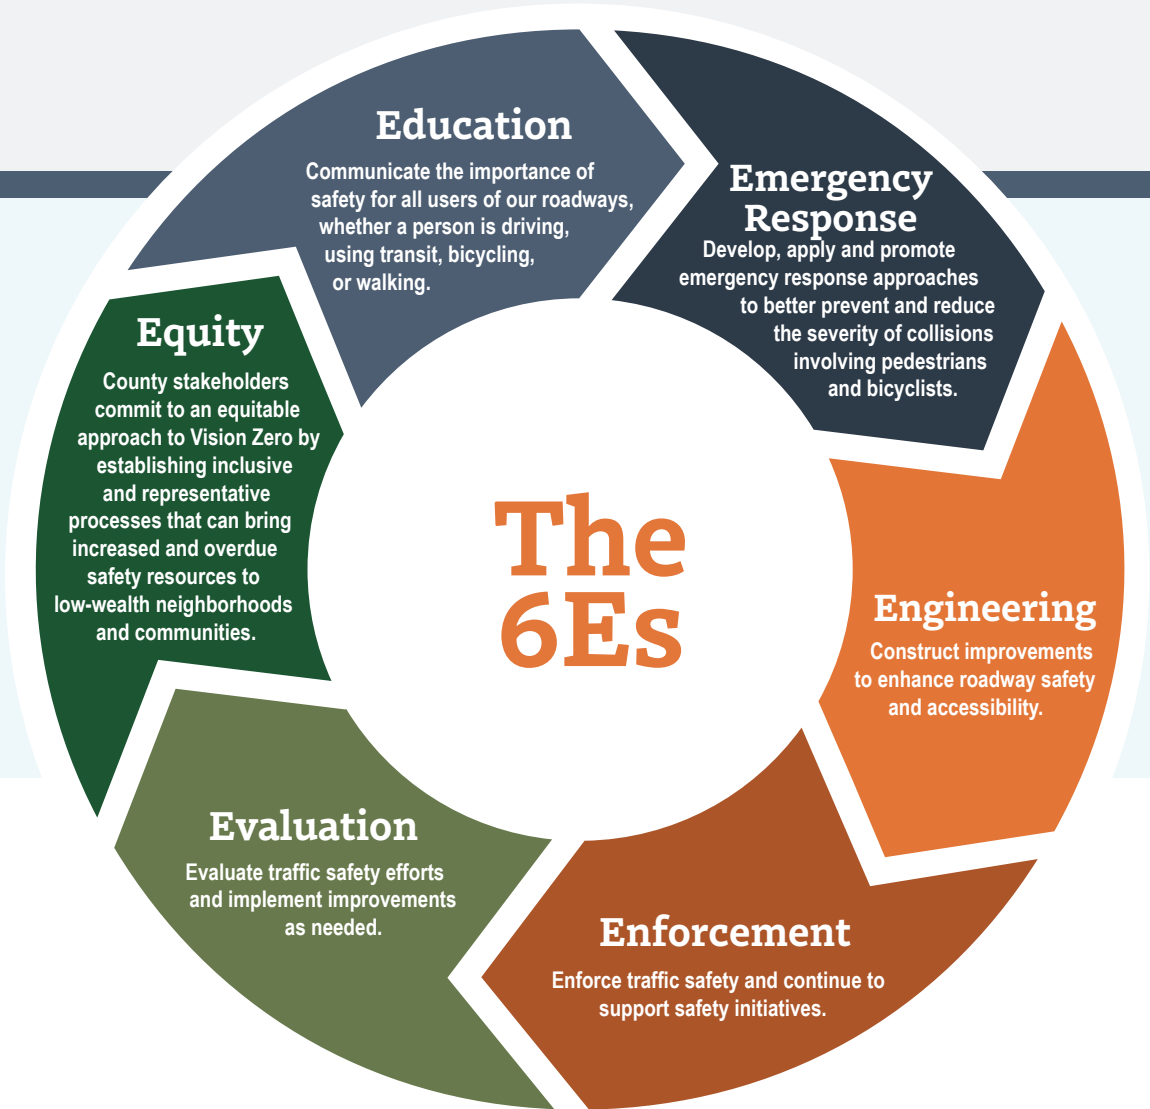 Education
Communicate the importance of
safety for all users of our roadways,
whether a person is driving,
using transit, bicycling,
or walking.
Emergency
Response
Develop, apply and promote
emergency response approaches
to better prevent and reduce
the severity of collisions
involving pedestrians
and bicyclists.
Engineering
Construct improvements
to enhance roadway safety
and accessibility.
Enforcement
Enforce traffic safety and continue to
support safety initiatives.
Evaluation
Evaluate traffic safety efforts
and implement improvements
as needed.
Equity
County stakeholders
commit to an equitable
approach to Vision Zero by
establishing inclusive
and representative
processes that can bring
increased and overdue
safety resources to
low-wealth neighborhoods
and communities.
The
6Es